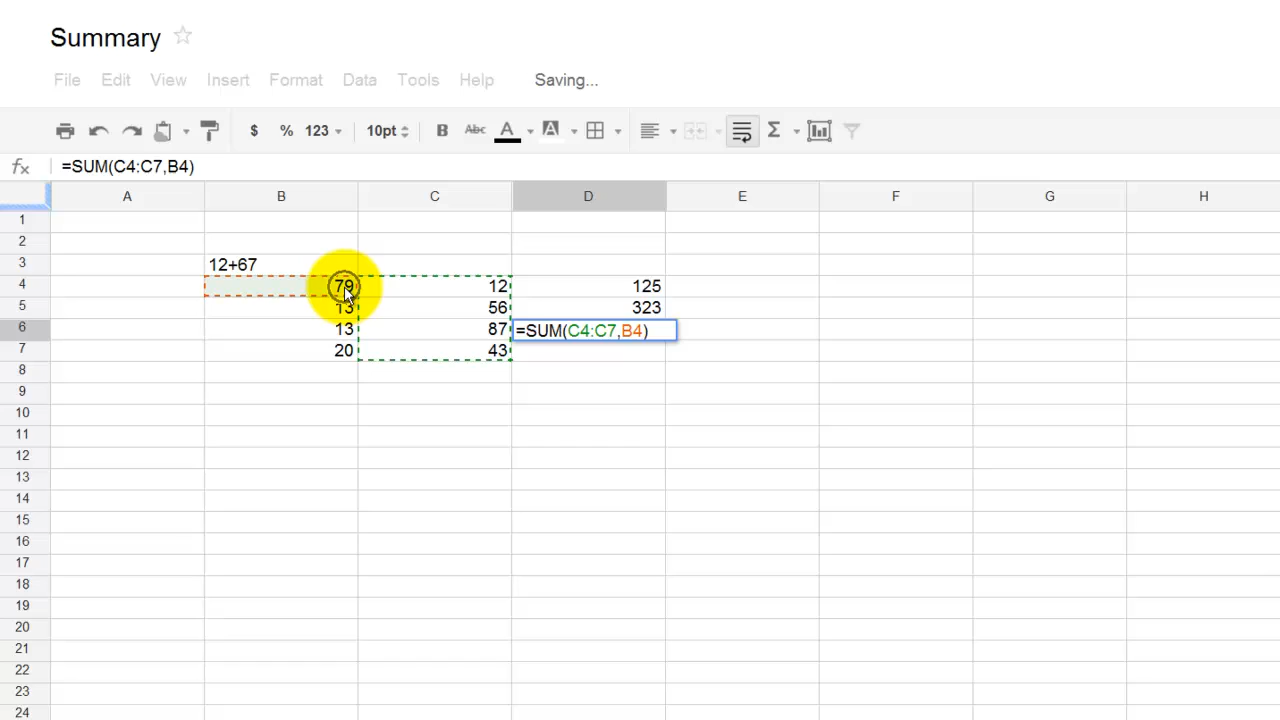 Summary
File Edit View Insert Format Data Tools Help Saving...
$ % 123 10pt B Abc A A Σ
fx =SUM(C4:C7,B4)
A B C D E F G H
1
2
3 12+67
4 79 12 125
5 13 56 323
6 13 87 =SUM(C4:C7,B4)
7 20 43
8
9
10
11
12
13
14
15
16
17
18
19
20
21
22
23
24